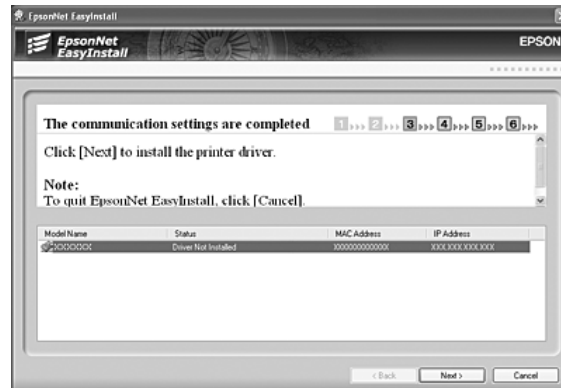 EpsonNet EasyInstall
EpsonNet
EasyInstall
EPSON
The communication settings are completed
1 2 3 4 5 6
Click [Next] to install the printer driver.
Note:
To quit EpsonNet EasyInstall, click [Cancel].
Model Name Status MAC Address IP Address
XXXXXXX Driver Not Installed XXXXXXXXXXXX XXX.XXX.XXX.XXX
< Back Next > Cancel